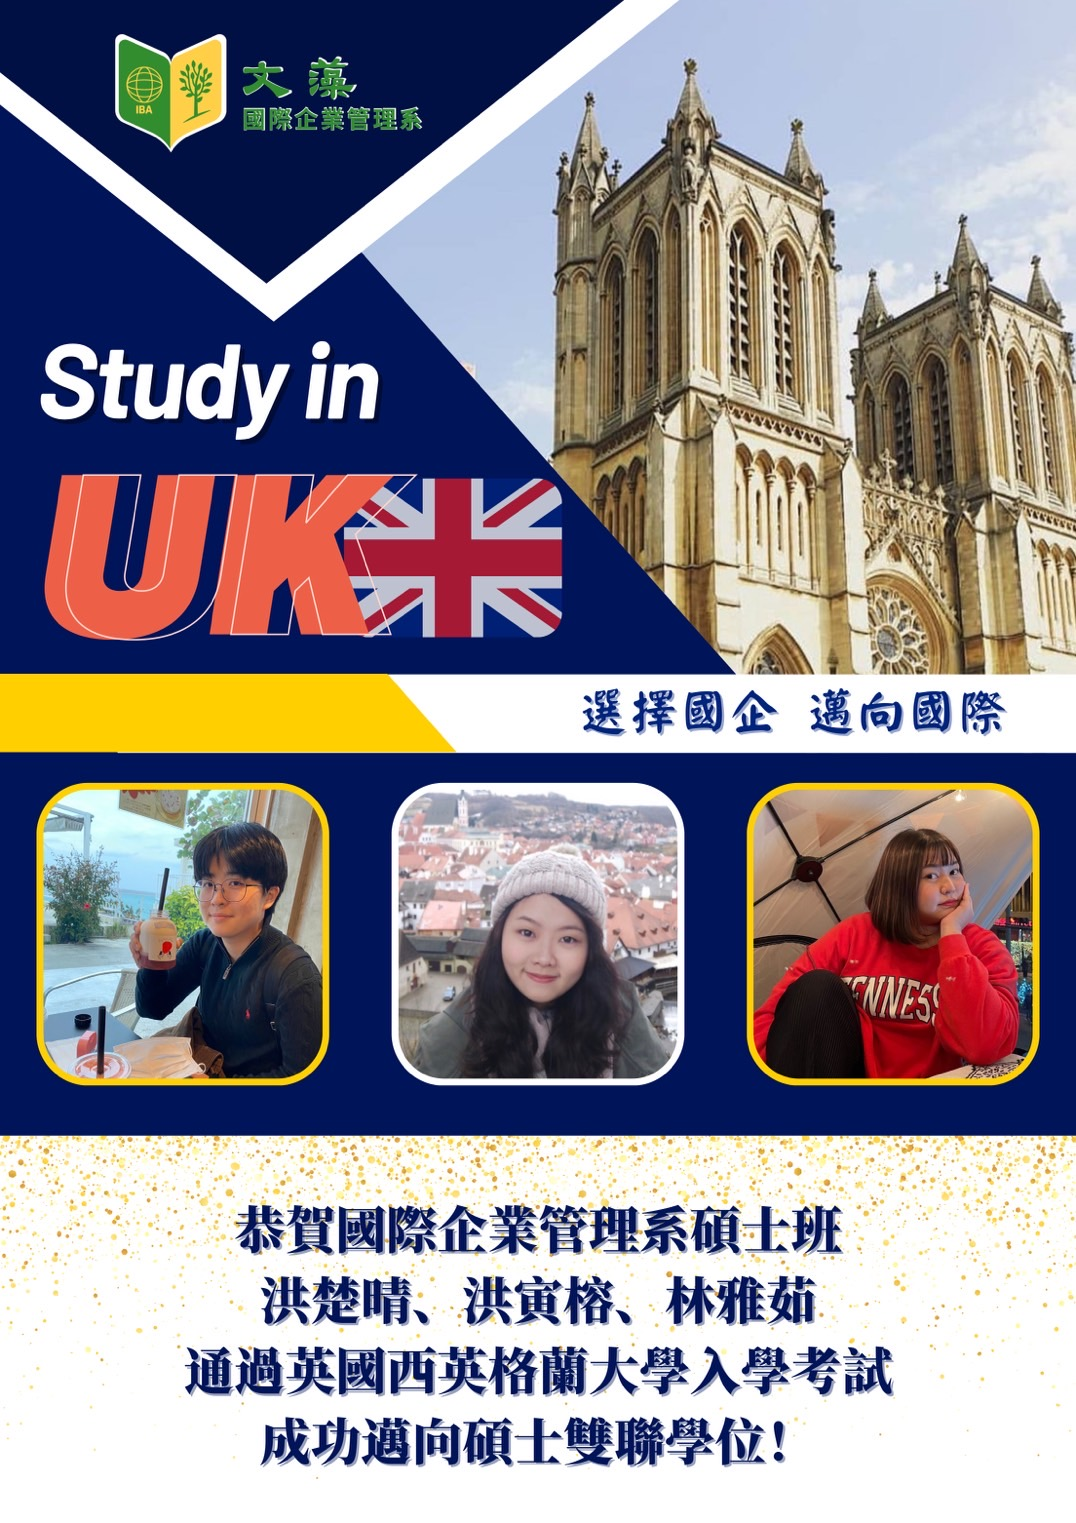 IBA
文藻
國際企業管理系
Study in
UK
選擇國企 邁向國際
ENNESS
恭賀國際企業管理系碩士班
洪楚晴、洪寅榕、林雅茹
通過英國西英格蘭大學入學考試
成功邁向碩士雙聯學位！